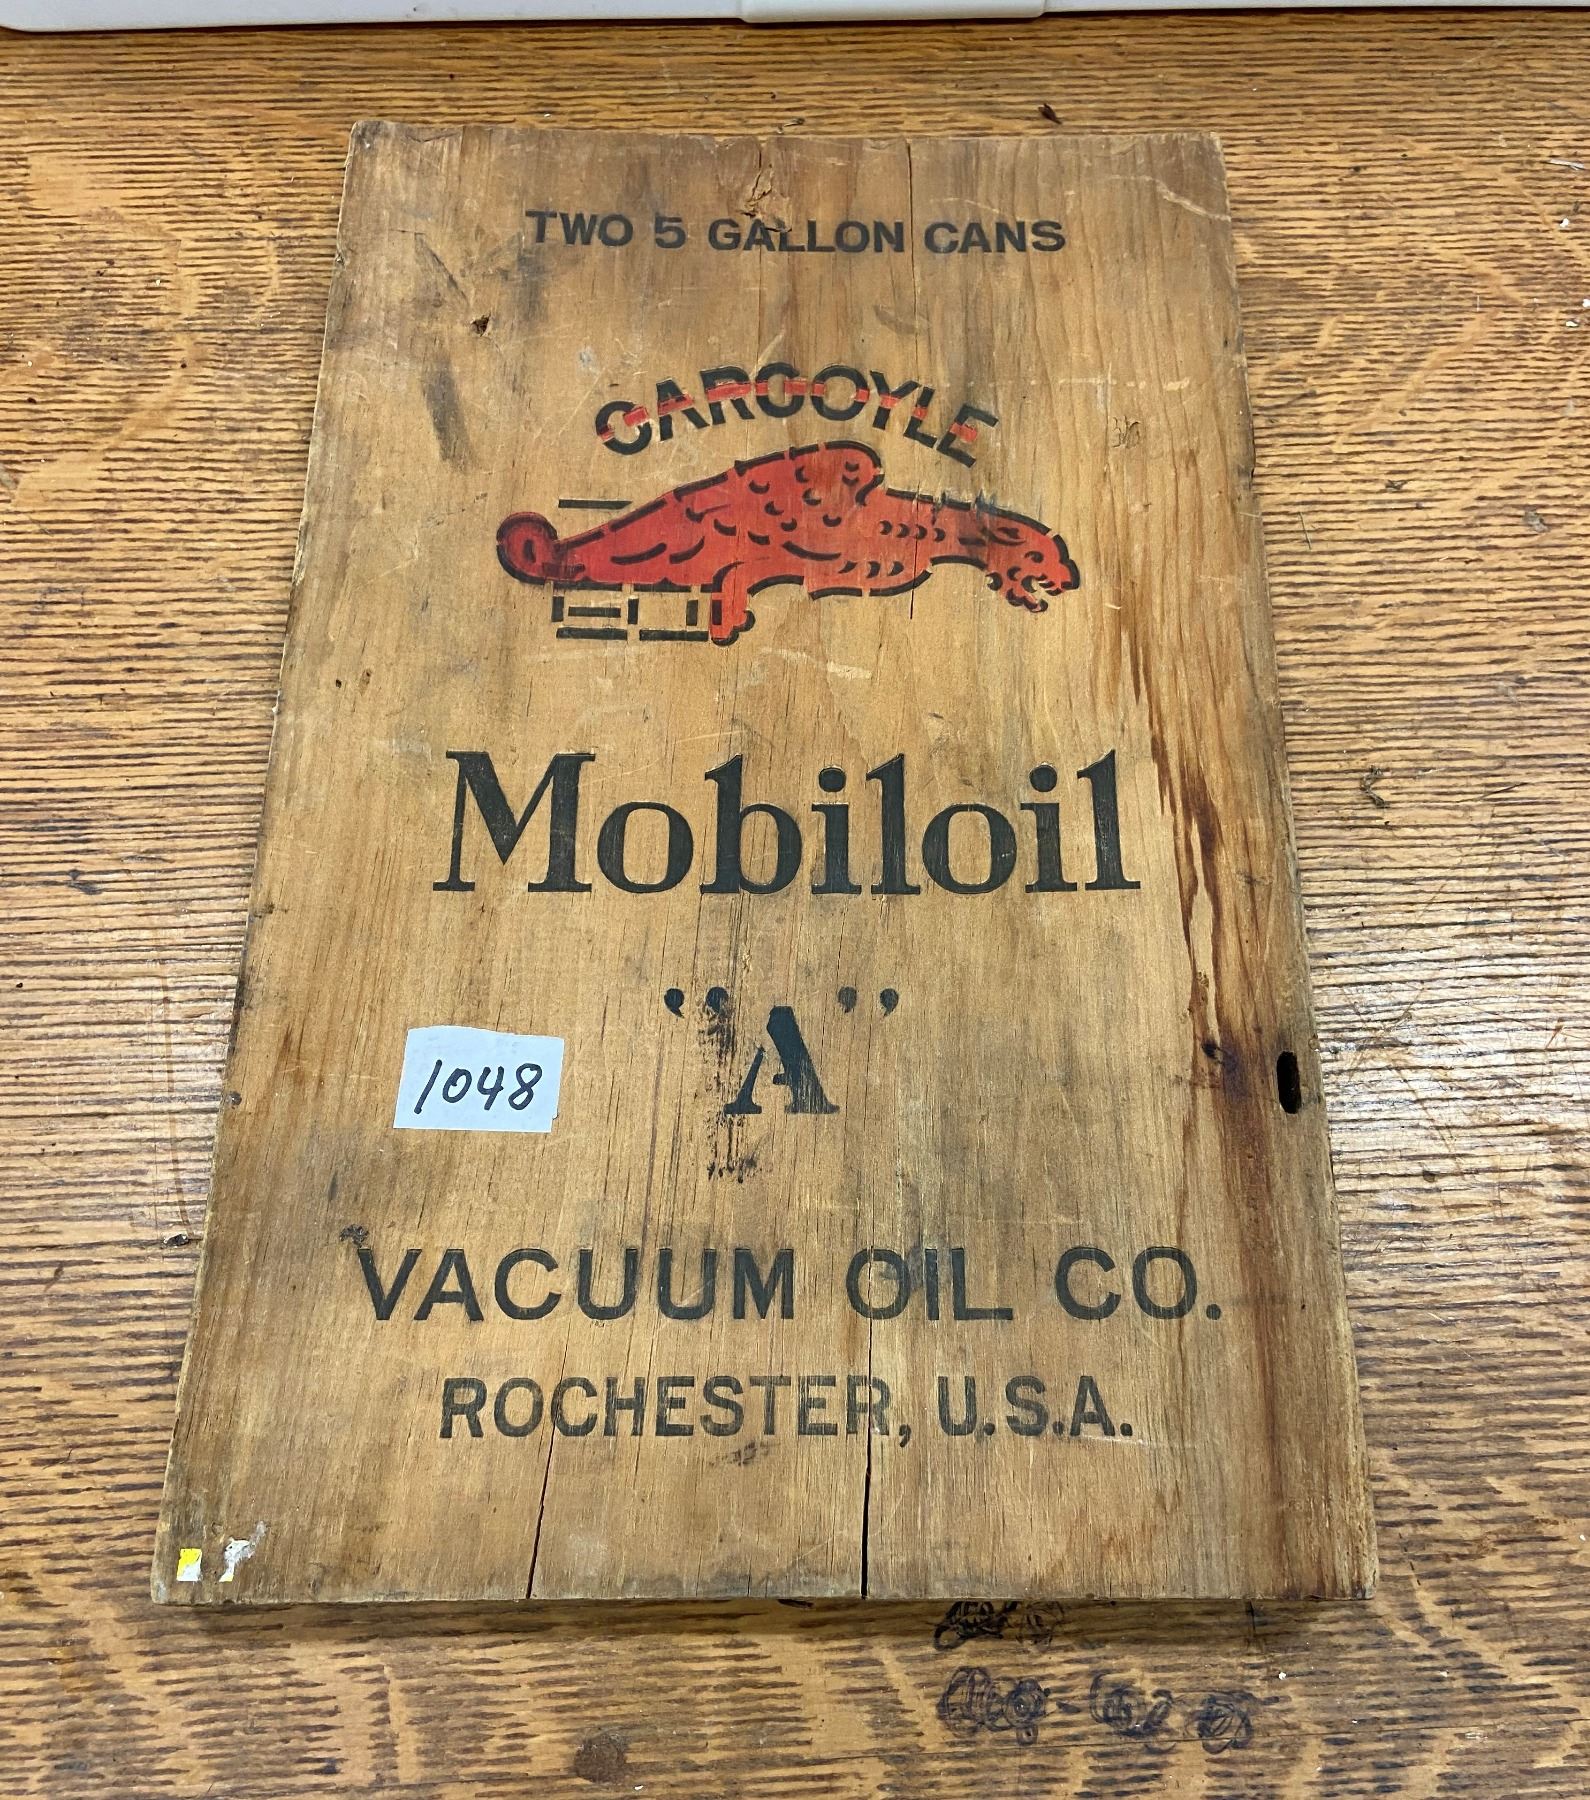 TWO 5 GALLON CANS
GARGOYLE
Mobiloil
"A"
1048
VACUUM OIL CO.
ROCHESTER, U.S.A.